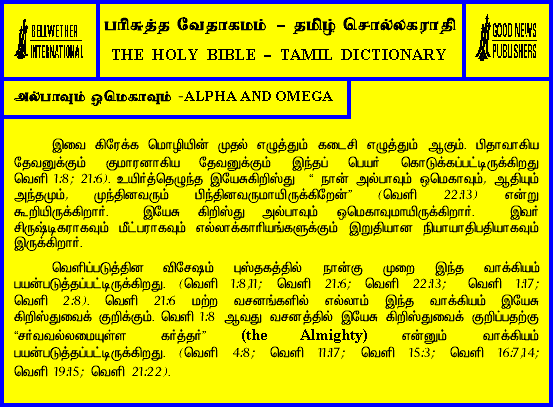 BELLWETHER
INTERNATIONAL
பரிசுத்த வேதாகமம் – தமிழ் சொல்லகராதி
THE HOLY BIBLE – TAMIL DICTIONARY
GOOD NEWS
PUBLISHERS
அல்பாவும் ஒமெகாவும் -ALPHA AND OMEGA
இவை கிரேக்க மொழியின் முதல் எழுத்தும் கடைசி எழுத்தும் ஆகும். பிதாவாகிய
தேவனுக்கும் குமாரனாகிய தேவனுக்கும் இந்தப் பெயர் கொடுக்கப்பட்டிருக்கிறது
வெளி 1:8; 21:6). உயிர்த்தெழுந்த இயேசுகிறிஸ்து “ நான் அல்பாவும் ஒமெகாவும், ஆதியும்
அந்தமும், முந்தினவரும் பிந்தினவருமாயிருக்கிறேன்” (வெளி 22:13) என்று
கூறியிருக்கிறார். இயேசு கிறிஸ்து அல்பாவும் ஒமெகாவுமாயிருக்கிறார். இவர்
சிருஷ்டிகராகவும் மீட்பராகவும் எல்லாக்காரியங்களுக்கும் இறுதியான நியாயாதிபதியாகவும்
இருக்கிறார்.
வெளிப்படுத்தின விசேஷம் புஸ்தகத்தில் நான்கு முறை இந்த வாக்கியம்
பயன்படுத்தப்பட்டிருக்கிறது. (வெளி 1:8,11; வெளி 21:6; வெளி 22:13; வெளி 1:17;
வெளி 2:8). வெளி 21:6 மற்ற வசனங்களில் எல்லாம் இந்த வாக்கியம் இயேசு
கிறிஸ்துவைக் குறிக்கும். வெளி 1:8 ஆவது வசனத்தில் இயேசு கிறிஸ்துவைக் குறிப்பதற்கு
“சர்வவல்லமையுள்ள கர்த்தர்” (the Almighty) என்னும் வாக்கியம்
பயன்படுத்தப்பட்டிருக்கிறது. (வெளி 4:8; வெளி 11:17; வெளி 15:3; வெளி 16:7,14;
வெளி 19:15; வெளி 21:22).